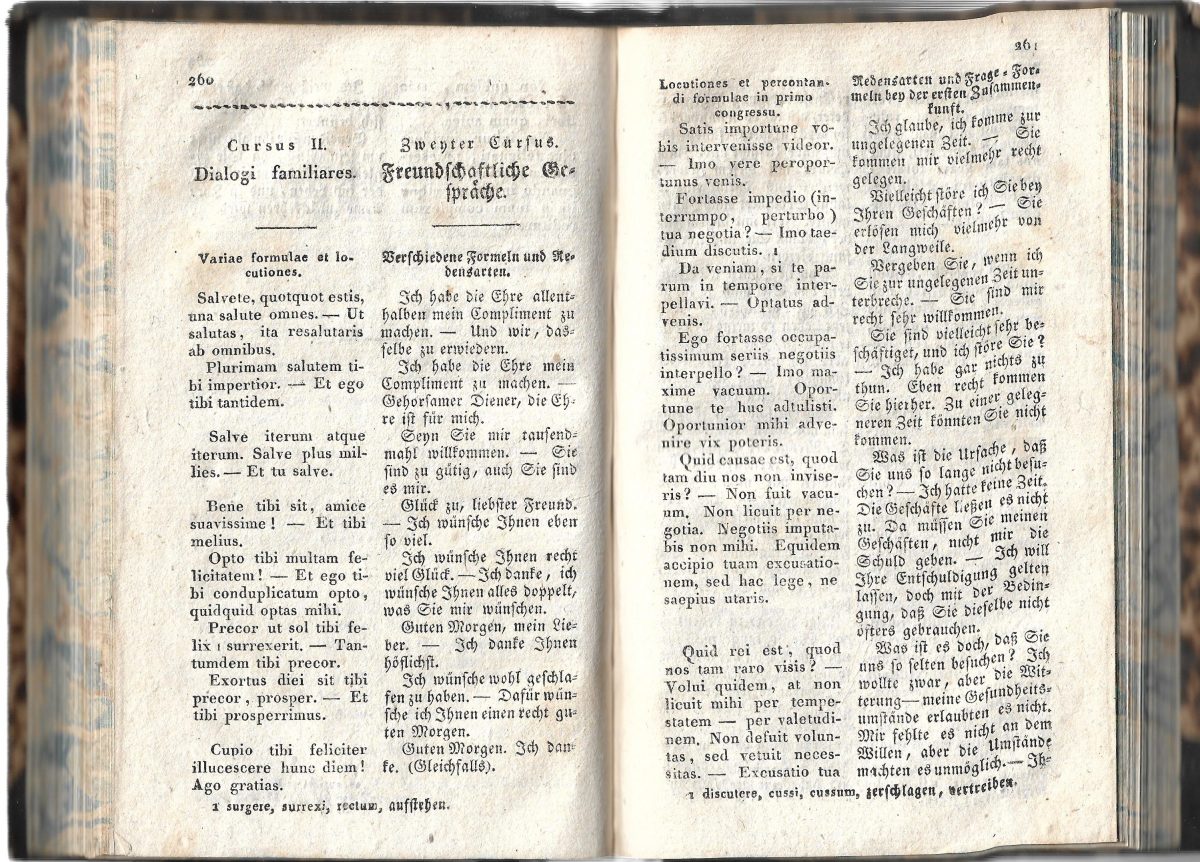 260
Cursus II.
Dialogi familiares.
Variae formulae et lo-
cutiones.
Salvete, quotquot estis,
una salute omnes. — Ut
salutas, ita resalutaris
ab omnibus.
Plurimam salutem ti-
bi impertior. — Et ego
tibi tantidem.
Salve iterum atque
iterum. Salve plus mil-
lies. — Et tu salve.
Bene tibi sit, amice
suavissime! — Et tibi
melius.
Opto tibi multam fe-
licitatem! — Et ego ti-
bi conduplicatum opto,
quidquid optas mihi.
Precor ut sol tibi fe-
lix 1 surrexerit. — Tan-
tumdem tibi precor.
Exortus diei sit tibi
precor, prosper. — Et
tibi prosperrimus.
Cupio tibi feliciter
illucescere hunc diem!
Ago gratias.
Zweyter Cursus.
Freundschaftliche Ge-
spräche.
Verschiedene Formeln und Re-
densarten.
Ich habe die Ehre allent-
halben mein Compliment zu
machen. — Und wir, das-
selbe zu erwiedern.
Ich habe die Ehre mein
Compliment zu machen. —
Gehorsamer Diener, die Eh-
re ist für mich.
Seyn Sie mir tausend-
mahl willkommen. — Sie
sind zu gütig, auch Sie sind
es mir.
Glück zu, liebster Freund.
— Ich wünsche Ihnen eben
so viel.
Ich wünsche Ihnen recht
viel Glück. — Ich danke, ich
wünsche Ihnen alles doppelt,
was Sie mir wünschen.
Guten Morgen, mein Lie-
ber. — Ich danke Ihnen
höflichst.
Ich wünsche wohl geschla-
fen zu haben. — Dafür wün-
sche ich Ihnen einen recht gu-
ten Morgen.
Guten Morgen. Ich dan-
ke. (Gleichfalls).
1 surgere, surrexi, rectum, aufstehen.
261
Locutiones et percontan-
di formulae in primo
congressu.
Satis importune vo-
bis intervenisse videor.
— Imo vere peropor-
tunus venis.
Fortasse impedio (in-
terrumpo, perturbo)
tua negotia? — Imo tae-
dium discutis. 1
Da veniam, si te pa-
rum in tempore inter-
pellavi. — Optatus ad-
venis.
Ego fortasse occupa-
tissimum seriis negotiis
interpello? — Imo ma-
xime vacuum. Opor-
tune te huc adtulisti.
Oportunior mihi adve-
nire vix poteris.
Quid causae est, quod
tam diu nos non invise-
ris? — Non fuit vacu-
um. Non licuit per ne-
gotia. Negotiis imputa-
bis non mihi. Equidem
accipio tuam excusatio-
nem, sed hac lege, ne
saepius utaris.
Quid rei est, quod
nos tam raro visis? —
Volui quidem, at non
licuit mihi per tempe-
statem — per valetudi-
nem. Non defuit volun-
tas, sed vetuit neces-
sitas. — Excusatio tua
Redensarten und Frage-For-
meln bey der ersten Zusammen-
kunft.
Ich glaube, ich komme zur
ungelegenen Zeit. — Sie
kommen mir vielmehr recht
gelegen.
Vielleicht störe ich Sie bey
Ihren Geschäften? — Sie
erlösen mich vielmehr von
der Langweile.
Vergeben Sie, wenn ich
Sie zur ungelegenen Zeit un-
terbreche. — Sie sind mir
recht sehr willkommen.
Sie sind vielleicht sehr be-
schäftiget, und ich störe Sie?
— Ich habe gar nichts zu
thun. Eben recht kommen
Sie hierher. Zu einer geleg-
neren Zeit könnten Sie nicht
kommen.
Was ist die Ursache, daß
Sie uns so lange nicht besu-
chen? — Ich hatte keine Zeit.
Die Geschäfte ließen es nicht
zu. Da müssen Sie meinen
Geschäften, nicht mir die
Schuld geben. — Ich will
Ihre Entschuldigung gelten
lassen, doch mit der Bedin-
gung, daß Sie dieselbe nicht
öfters gebrauchen.
Was ist es doch, daß Sie
uns so selten besuchen? Ich
wollte zwar, aber die Wit-
terung — meine Gesundheits-
umstände erlaubten es nicht.
Mir fehlte es nicht an dem
Willen, aber die Umstände
machten es unmöglich. — Ih-
1 discutere, cussi, cussum, zerschlagen, vertreiben.